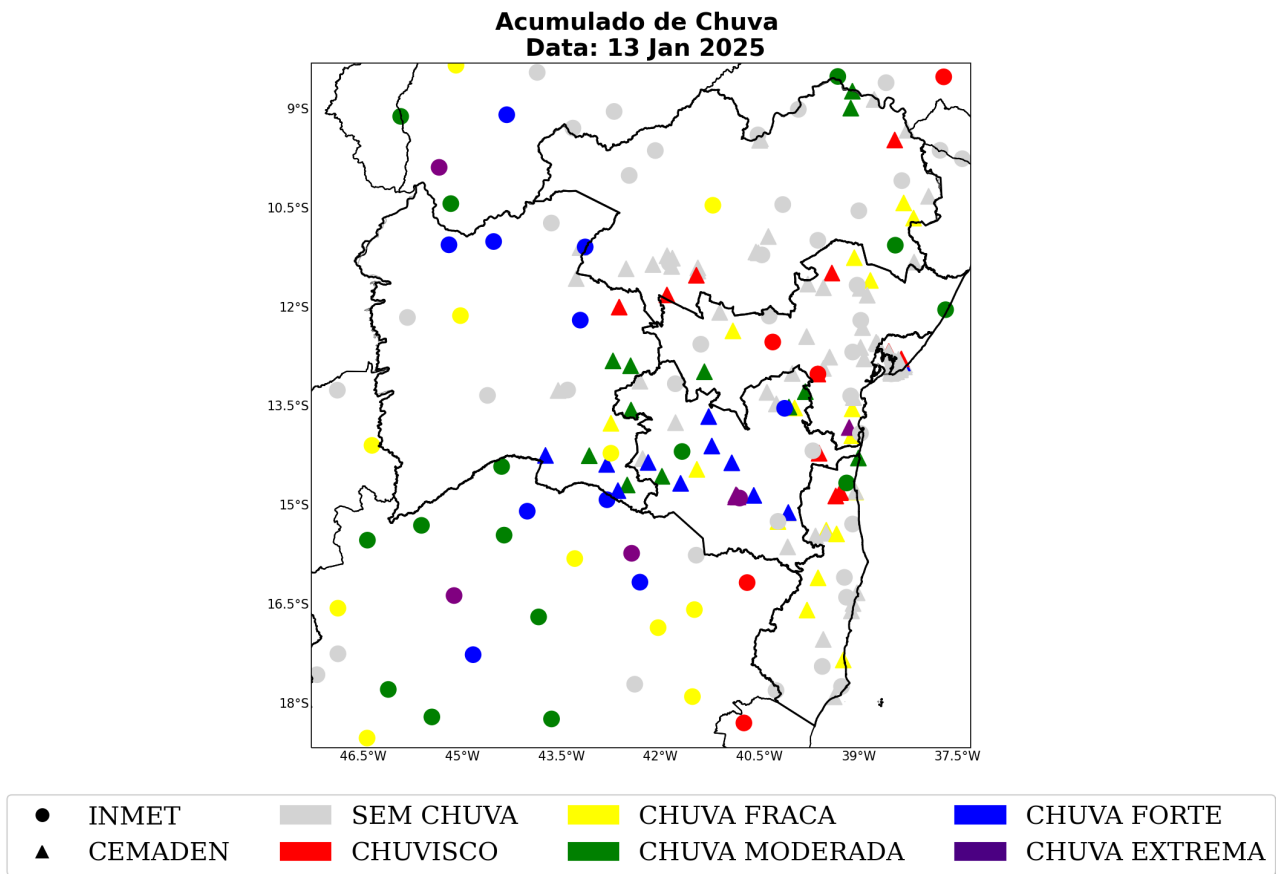 Acumulado de Chuva
Data: 13 Jan 2025
9°S
10.5°S
12°S
13.5°S
15°S
16.5°S
18°S
46.5°W 45°W 43.5°W 42°W 40.5°W 39°W 37.5°W
INMET SEM CHUVA CHUVA FRACA CHUVA FORTE
CEMADEN CHUVISCO CHUVA MODERADA CHUVA EXTREMA